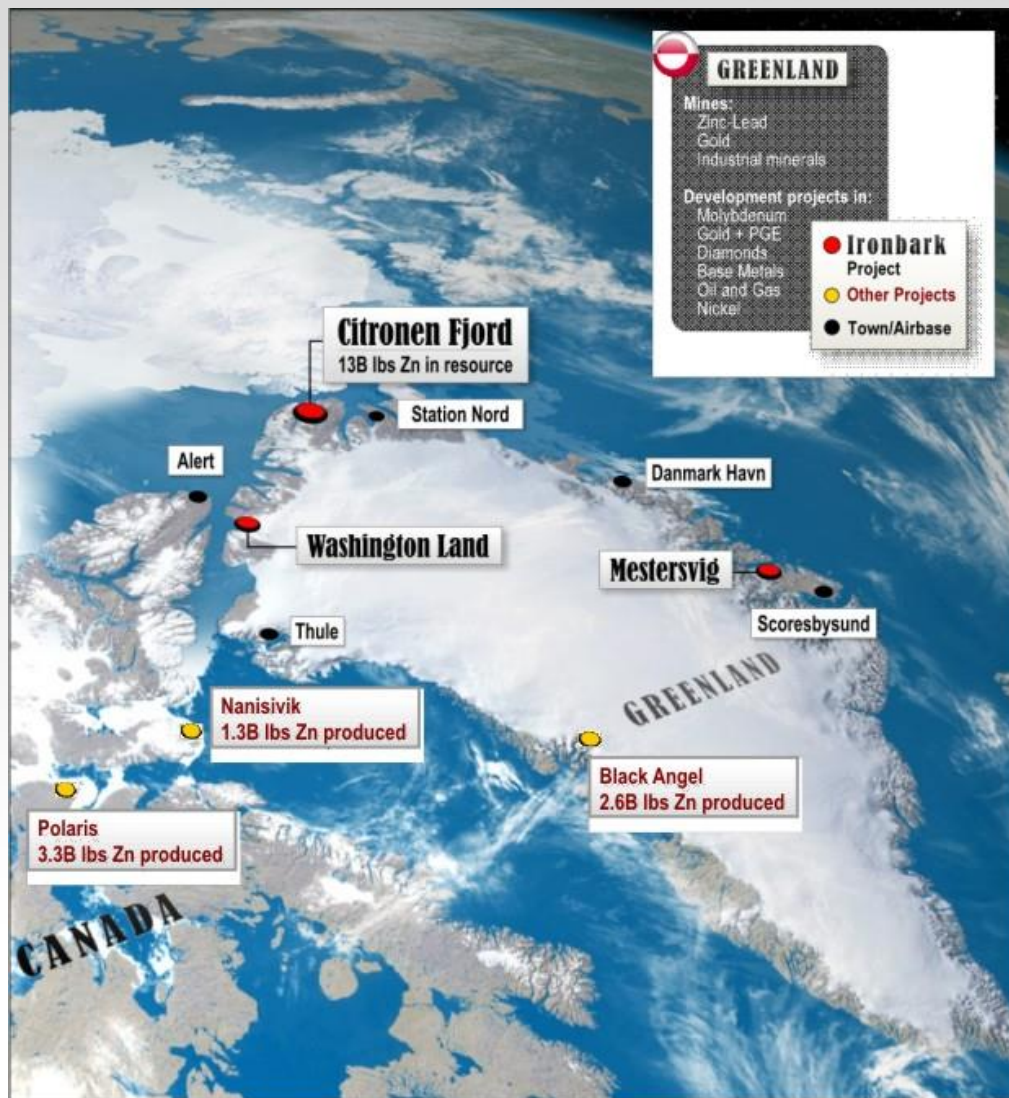 GREENLAND
Mines:
Zinc-Lead
Gold
Industrial minerals
Development projects in:
Molybdenum
Gold + PGE
Diamonds
Base Metals
Oil and Gas
Nickel
Ironbark
Project
Other Projects
Town/Airbase
Citronen Fjord
13B lbs Zn in resource
Station Nord
Alert
Danmark Havn
Washington Land
Mestersvig
Scoresbysund
Thule
GREENLAND
Nanisivik
1.3B lbs Zn produced
Black Angel
2.6B lbs Zn produced
Polaris
3.3B lbs Zn produced
CANADA